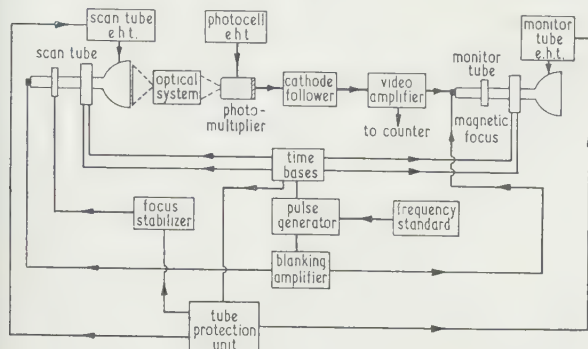 scan tube
e.h.t.
photocell
e.h.t.
monitor
tube
e.h.t.
scan tube
monitor
tube
optical
system
cathode
follower
video
amplifier
photo-
multiplier
to counter
magnetic
focus
time
bases
focus
stabilizer
pulse
generator
frequency
standard
blanking
amplifier
tube
protection
unit